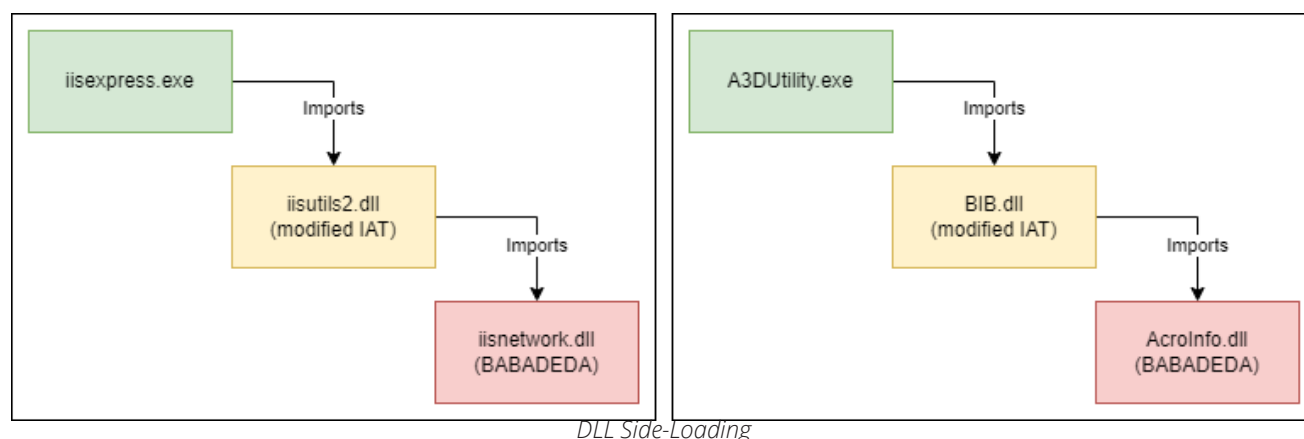 iisexpress.exe
Imports
iisutils2.dll
(modified IAT)
Imports
iisnetwork.dll
(BABADEDA)
A3DUtility.exe
Imports
BIB.dll
(modified IAT)
Imports
AcroInfo.dll
(BABADEDA)
DLL Side-Loading